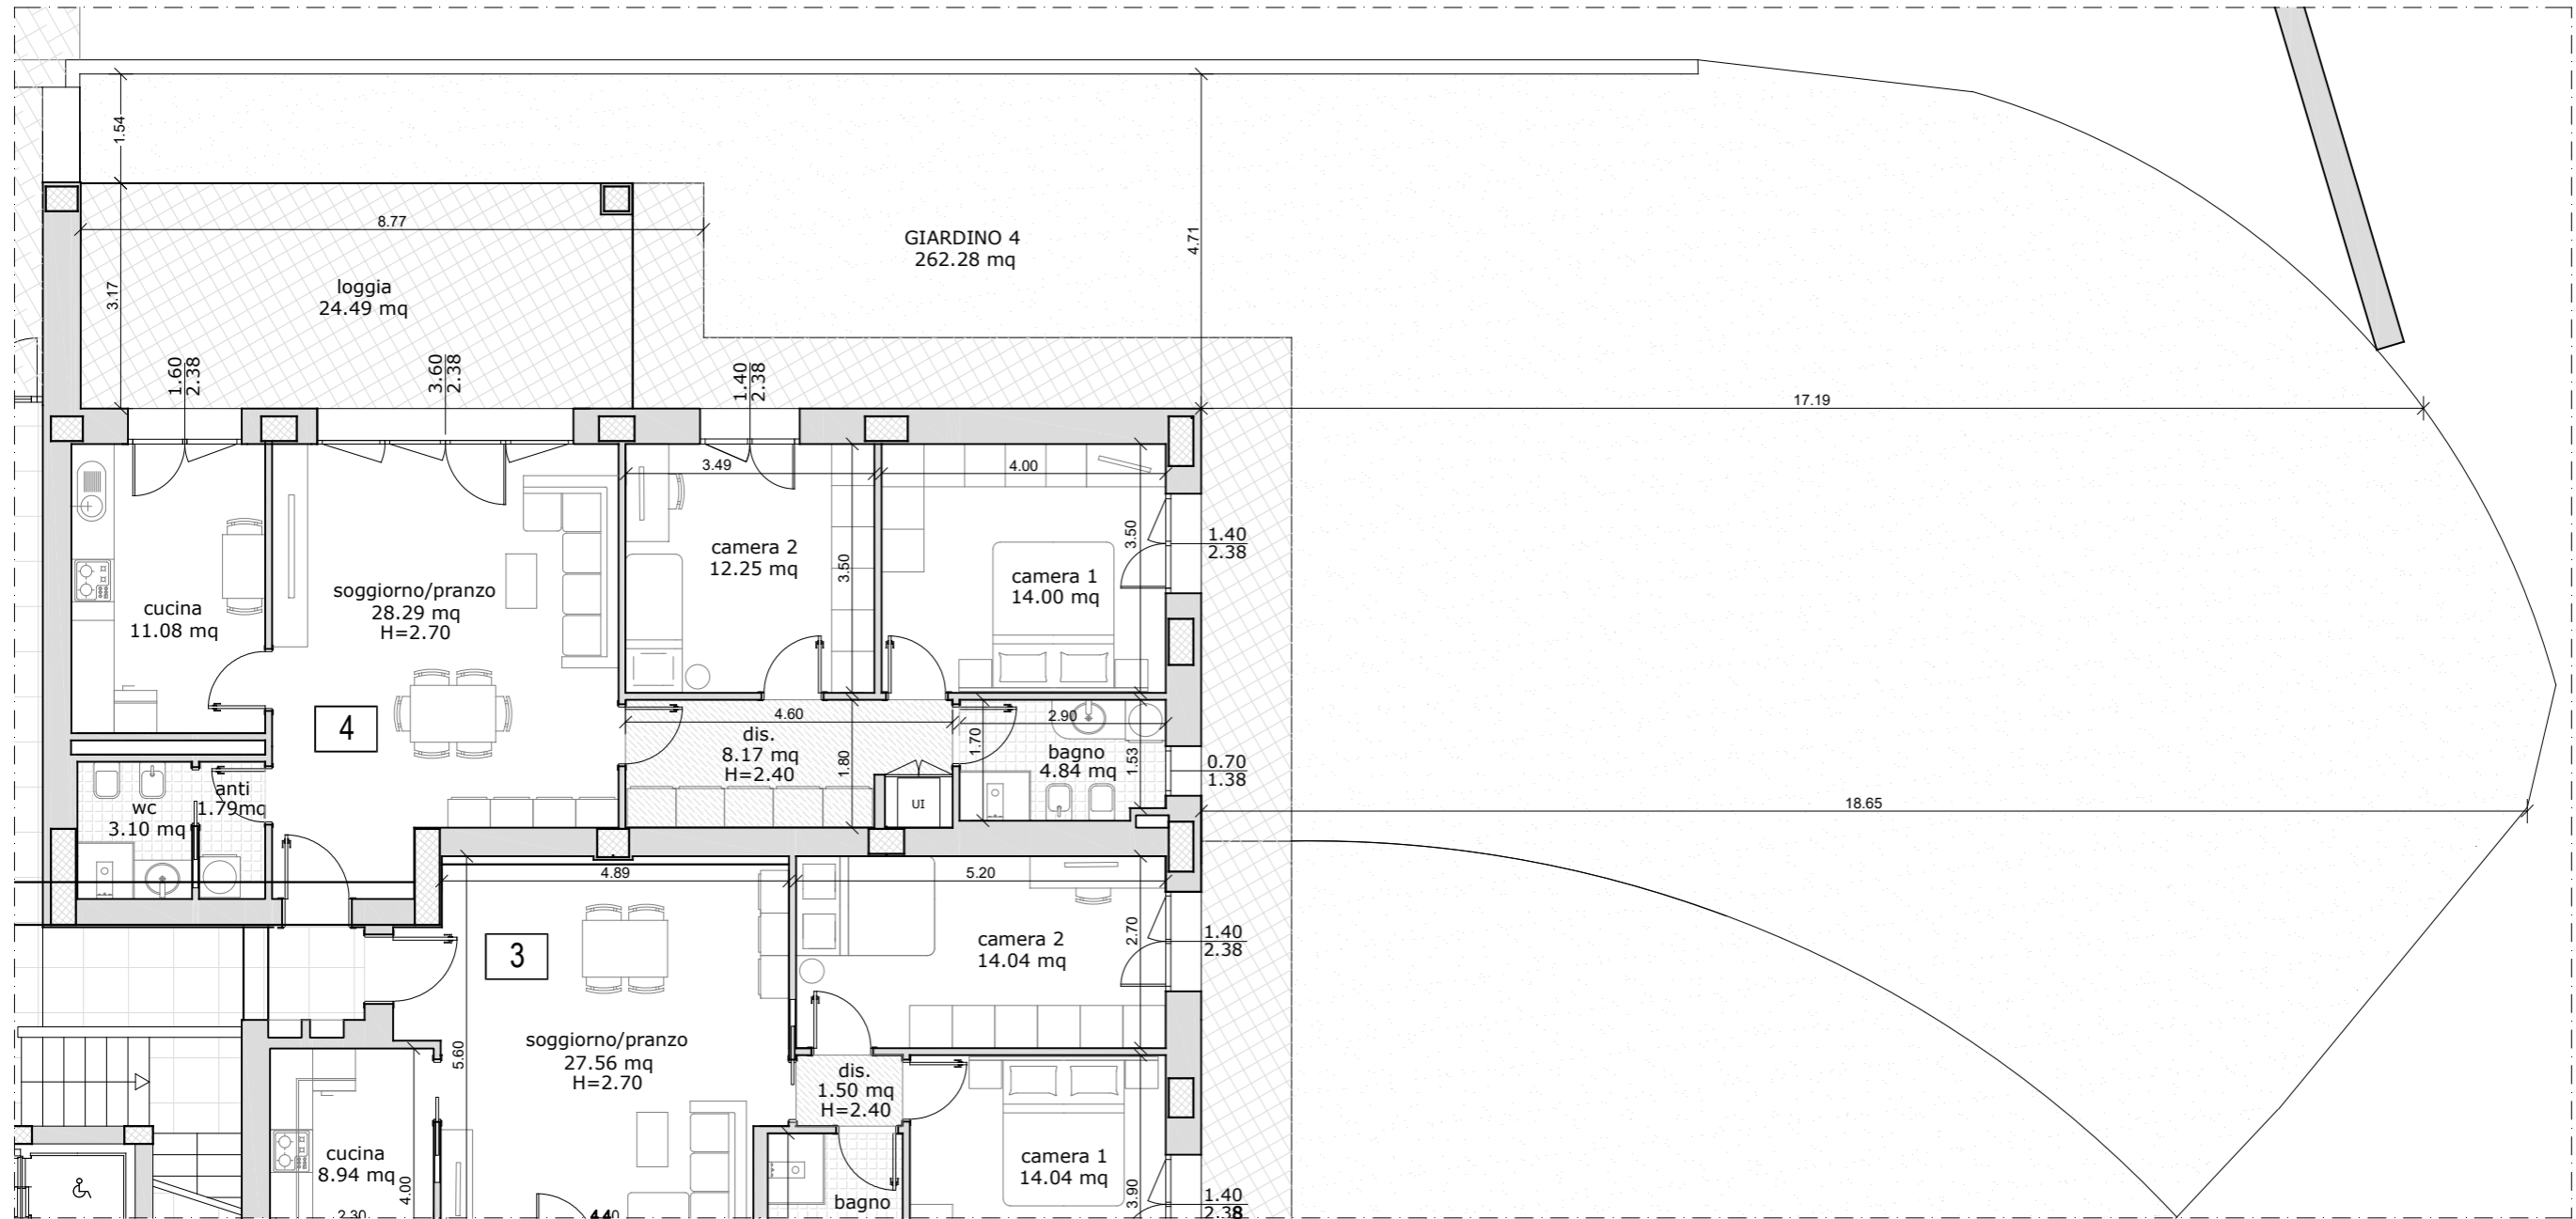 1.54
8.77
GIARDINO 4
262.28 mq
4.71
3.17
loggia
24.49 mq
1.60
2.38
3.60
2.38
1.40
2.38
17.19
3.49
4.00
3.50
3.50
1.40
2.38
camera 2
12.25 mq
camera 1
14.00 mq
soggiorno/pranzo
28.29 mq
H=2.70
cucina
11.08 mq
4
4.60
2.90
dis.
8.17 mq
H=2.40
1.80
1.70
bagno
4.84 mq
1.53
0.70
1.38
anti
1.79mq
wc
3.10 mq
UI
18.65
4.89
5.20
3
camera 2
14.04 mq
2.70
1.40
2.38
soggiorno/pranzo
27.56 mq
H=2.70
5.60
dis.
1.50 mq
H=2.40
cucina
8.94 mq
4.00
camera 1
14.04 mq
3.90
1.40
2.38
bagno
2.30
4.40